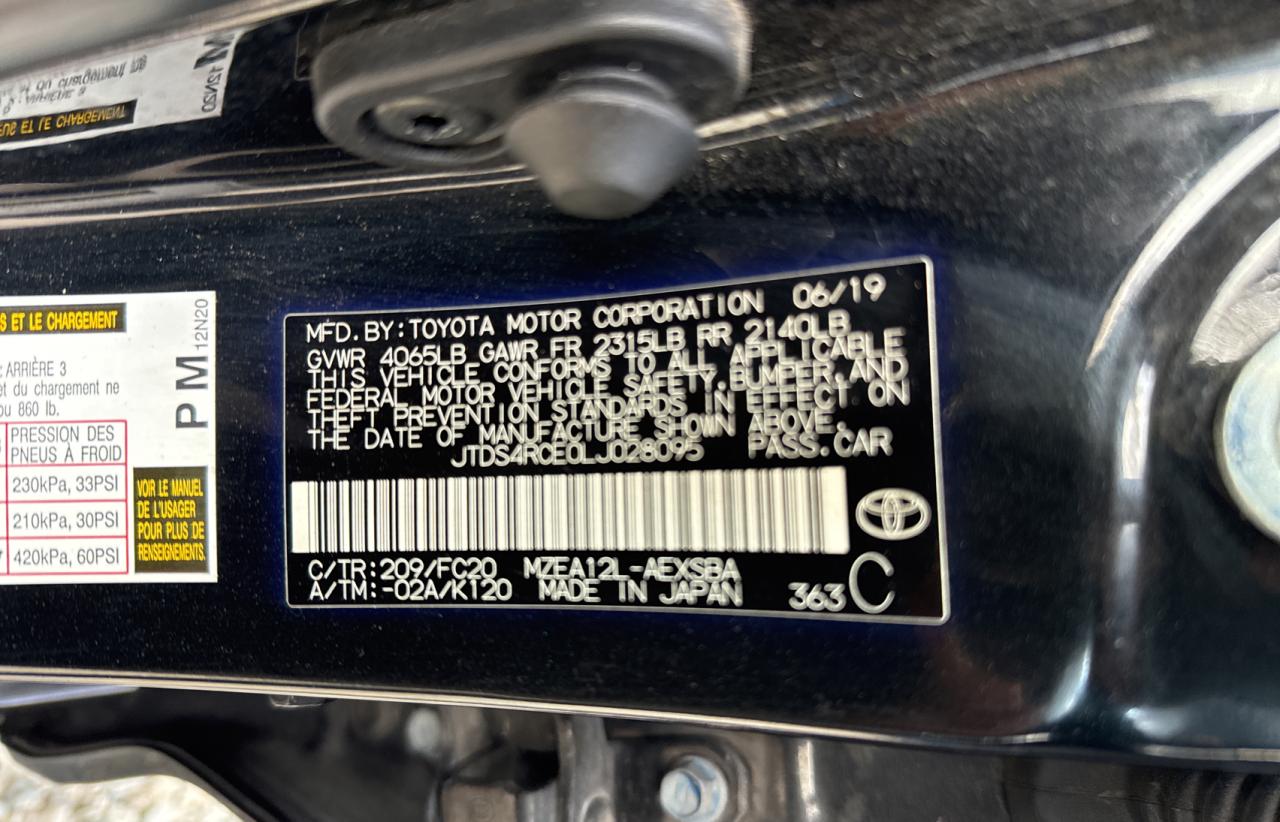 12N20 M
EUS ET LE CHARGEMENT
S ET LE CHARGEMENT
: ARRIÈRE 3
et du chargement ne
ou 860 lb.
PRESSION DES
PNEUS À FROID
230kPa, 33PSI
210kPa, 30PSI
420kPa, 60PSI
P M 12N20
VOIR LE MANUEL
DE L'USAGER
POUR PLUS DE
RENSEIGNEMENTS.
MFD. BY: TOYOTA MOTOR CORPORATION 06/19
GVWR 4065LB GAWR FR 2315LB RR 2140LB
THIS VEHICLE CONFORMS TO ALL APPLICABLE
FEDERAL MOTOR VEHICLE SAFETY, BUMPER, AND
THEFT PREVENTION STANDARDS IN EFFECT ON
THE DATE OF MANUFACTURE SHOWN ABOVE.
JTDS4RCE0LJ028095 PASS.CAR
C/TR:209/FC20 MZEA12L-AEXSBA
A/TM:-02A/K120 MADE IN JAPAN 363 C